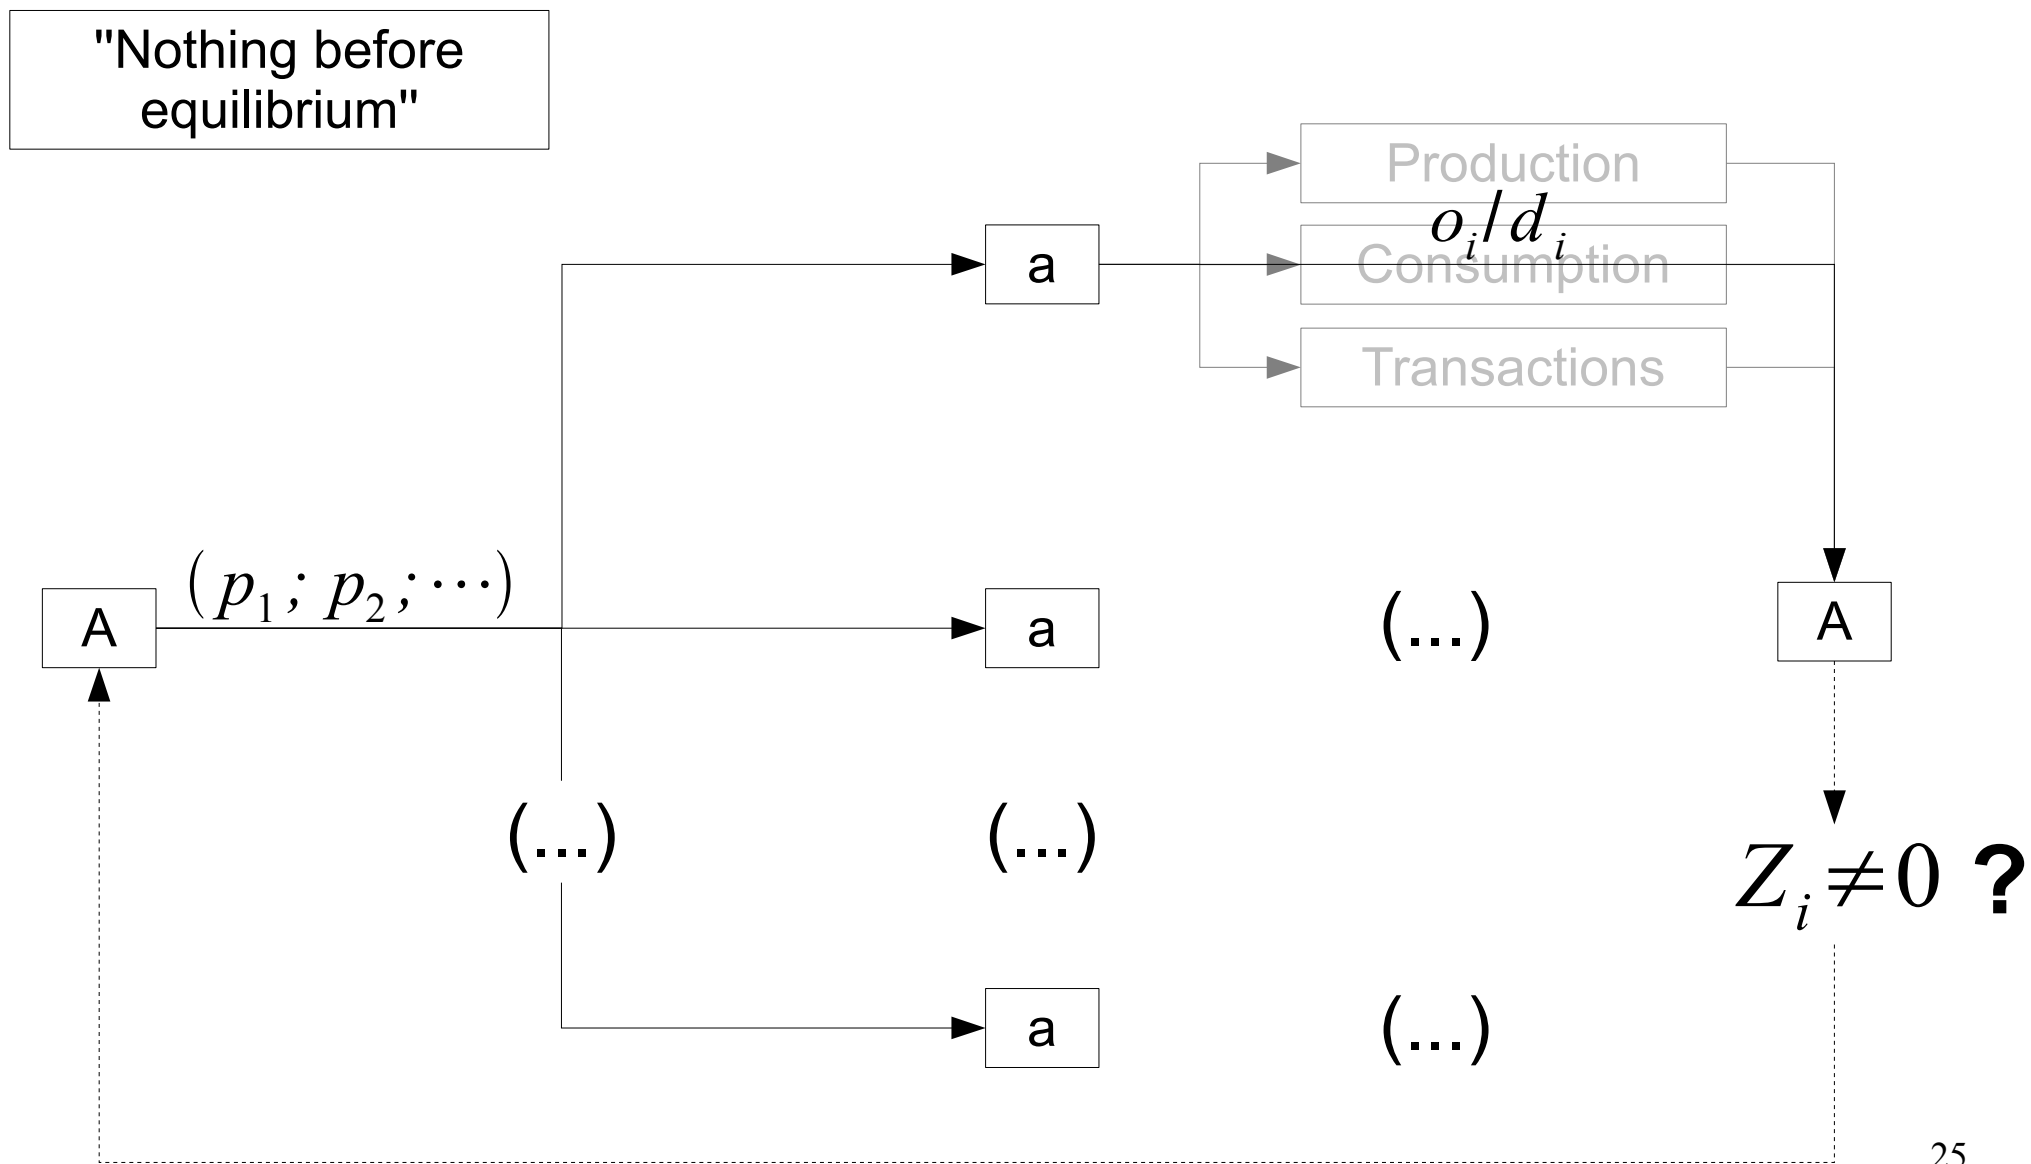 "Nothing before
equilibrium"
Production
o_i/d_i
a
Consumption
Transactions
A
(p_1; p_2; ⋯)
a
(...)
A
(...)
(...)
Z_i≠0 ?
a
(...)
25